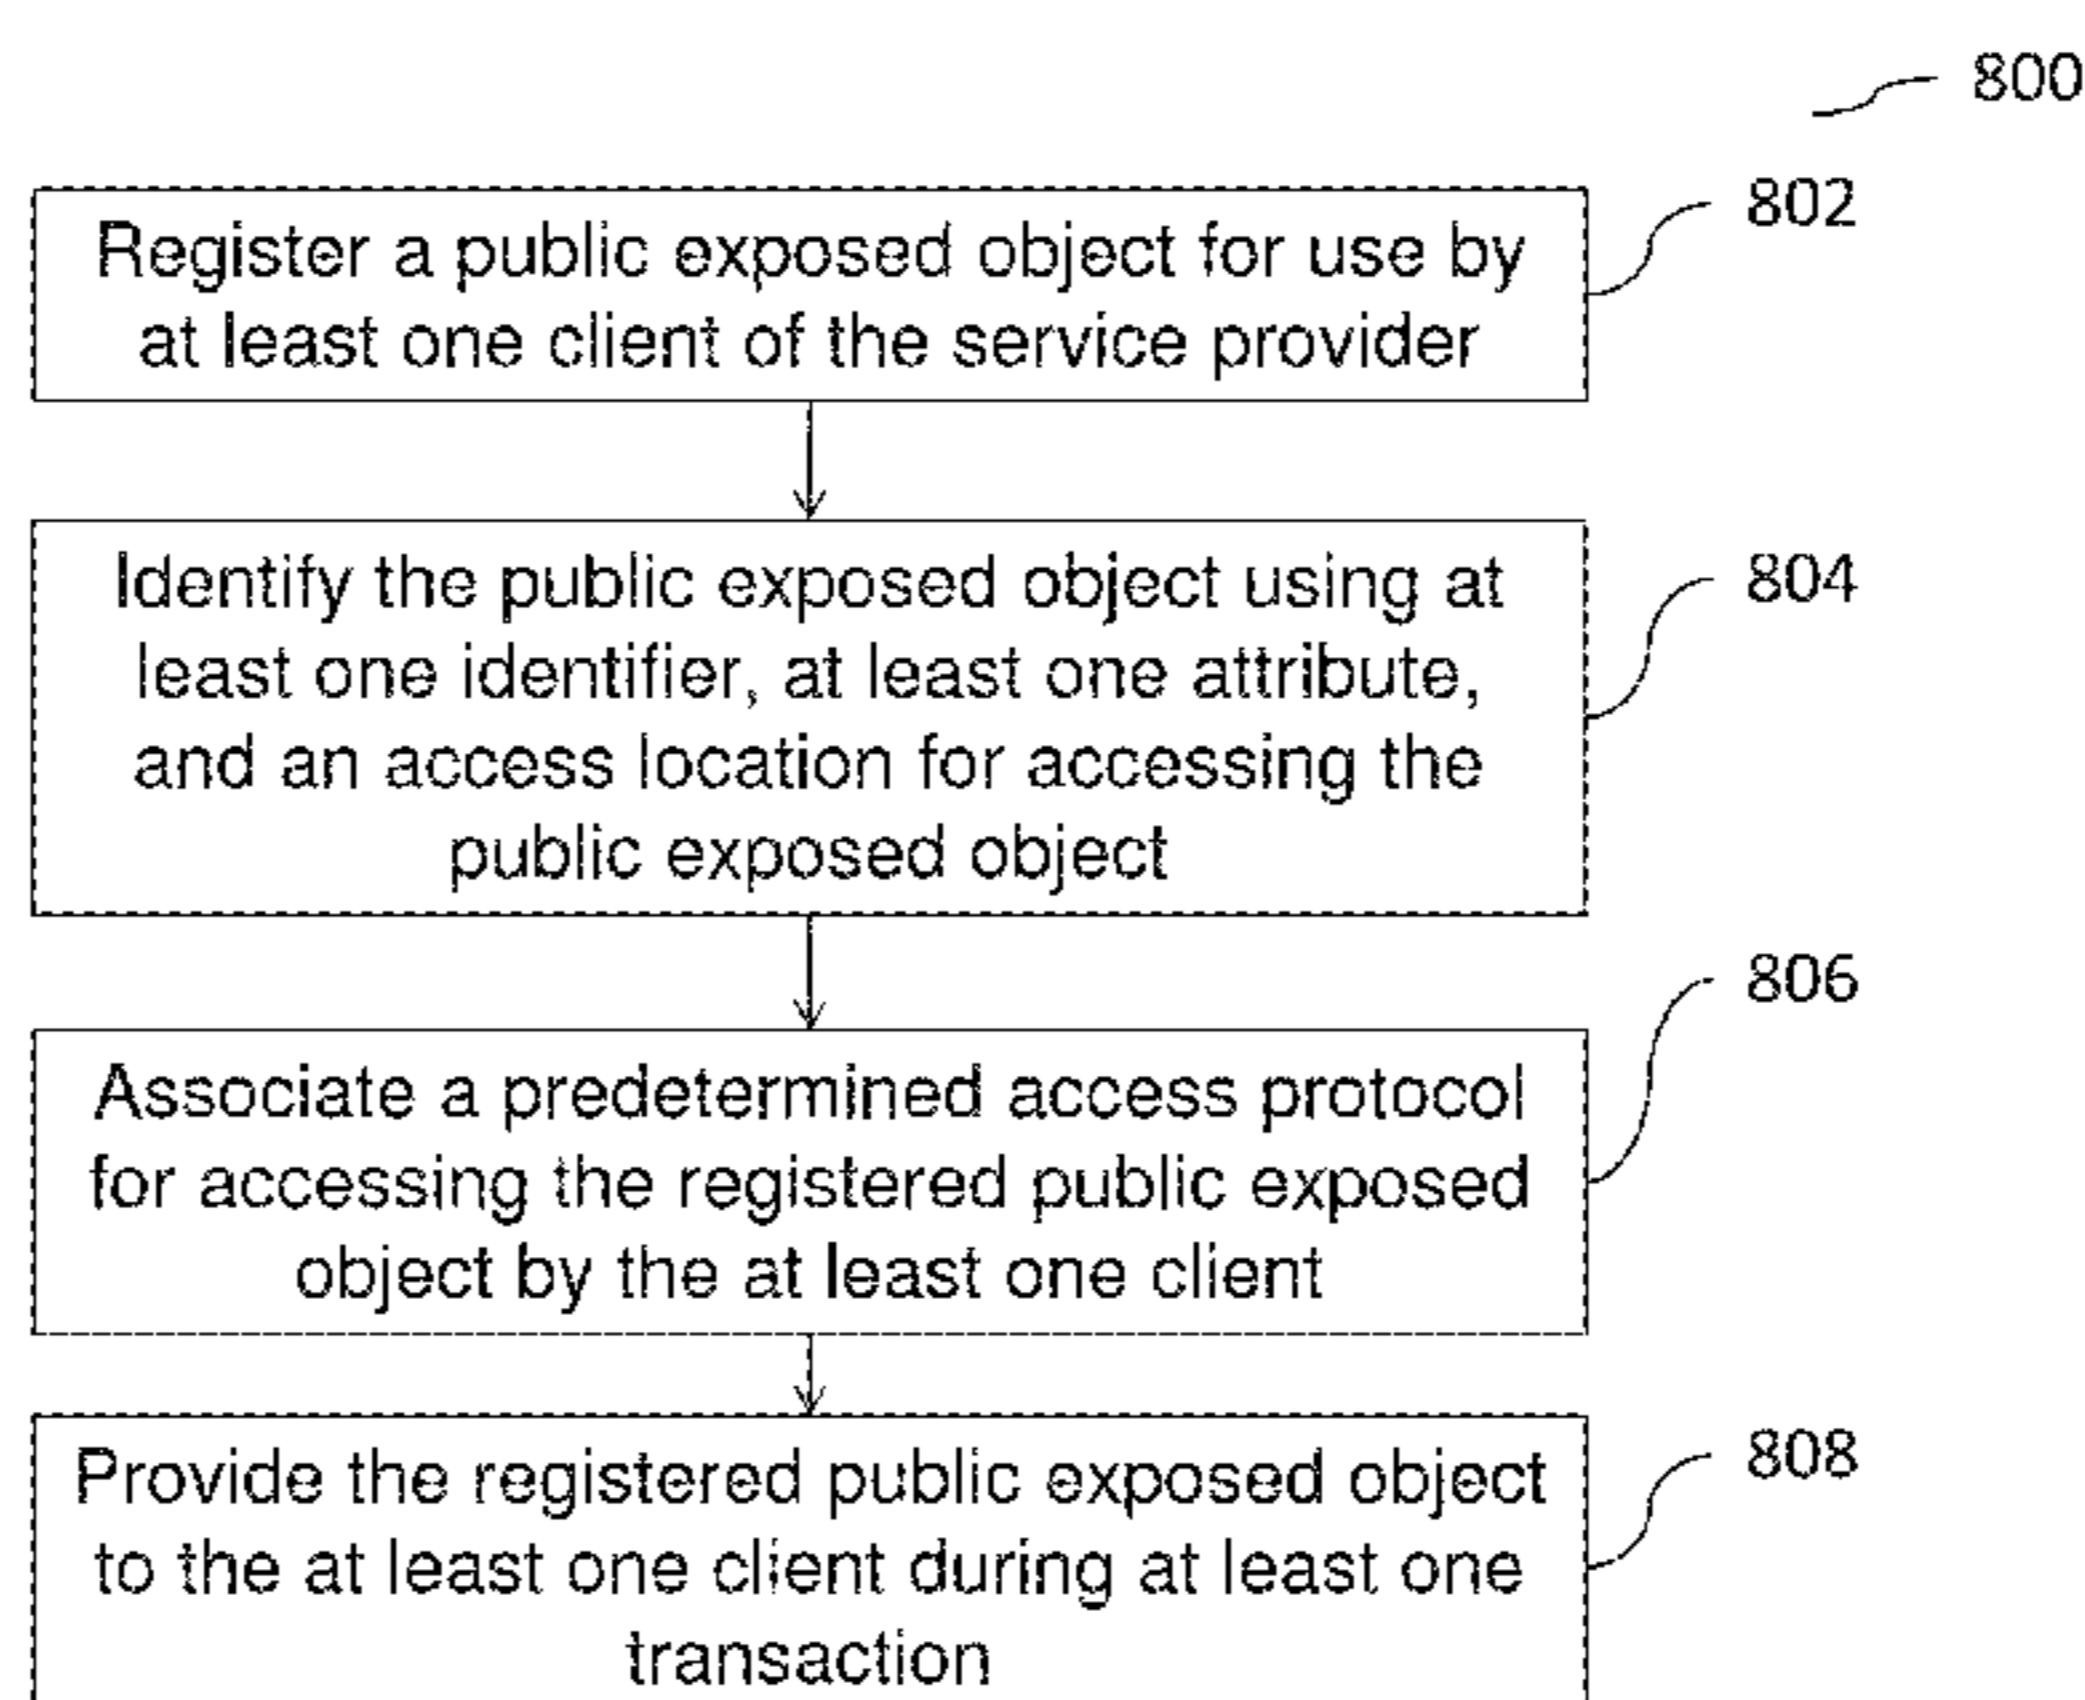 800
802
Register a public exposed object for use by
at least one client of the service provider
804
Identify the public exposed object using at
least one identifier, at least one attribute,
and an access location for accessing the
public exposed object
806
Associate a predetermined access protocol
for accessing the registered public exposed
object by the at least one client
808
Provide the registered public exposed object
to the at least one client during at least one
transaction